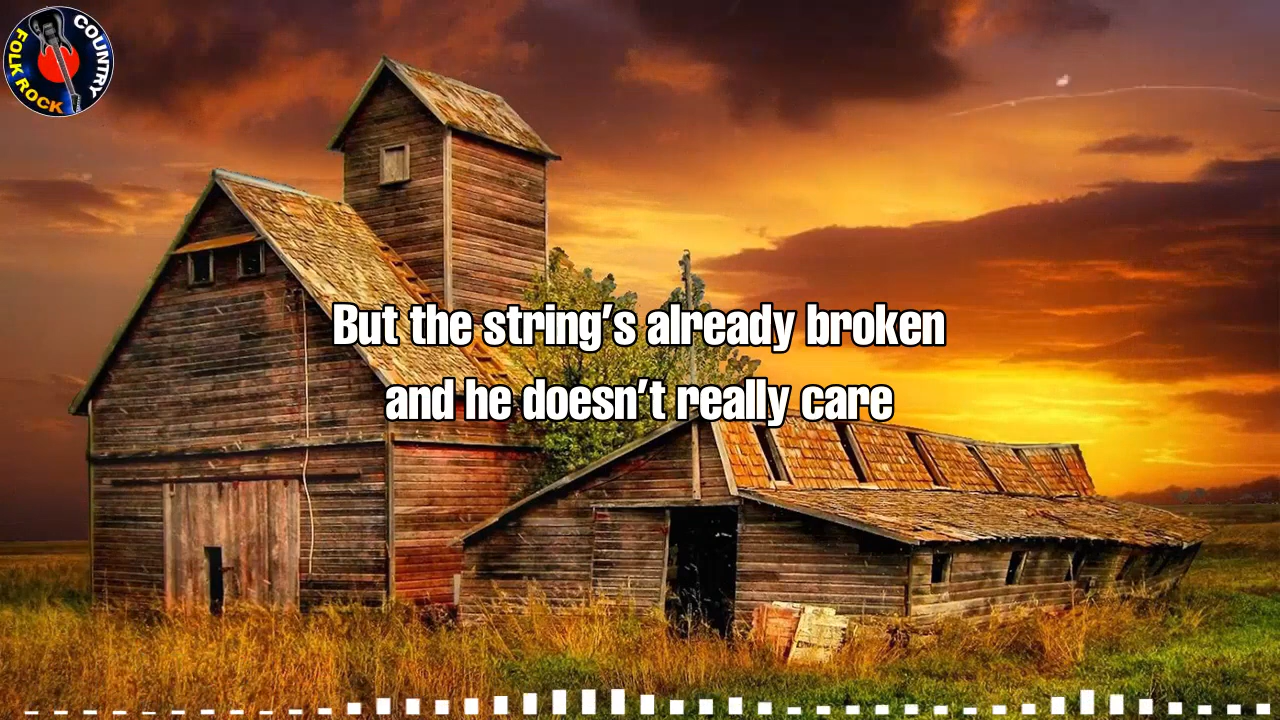 FOLK ROCK
COUNTRY
But the string's already broken
and he doesn't really care